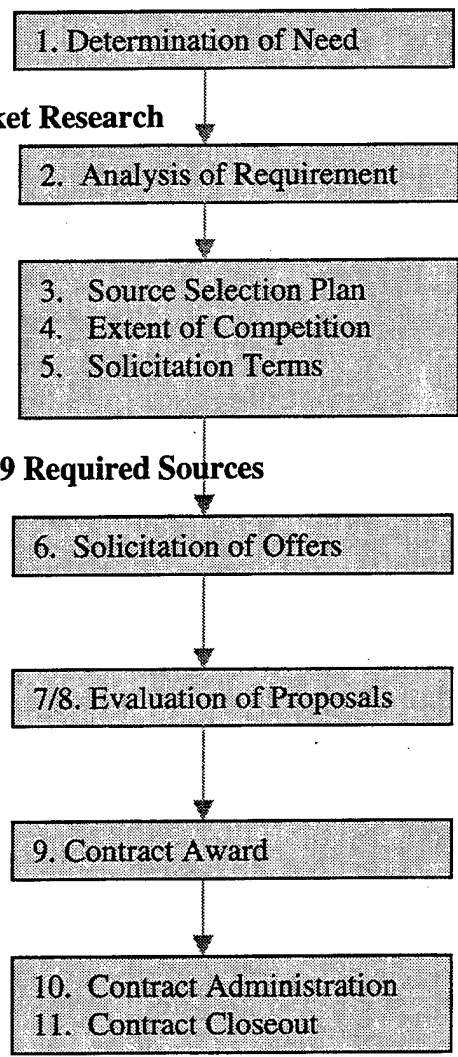 1. Determination of Need
ket Research
2. Analysis of Requirement
3. Source Selection Plan
4. Extent of Competition
5. Solicitation Terms
9 Required Sources
6. Solicitation of Offers
7/8. Evaluation of Proposals
9. Contract Award
10. Contract Administration
11. Contract Closeout